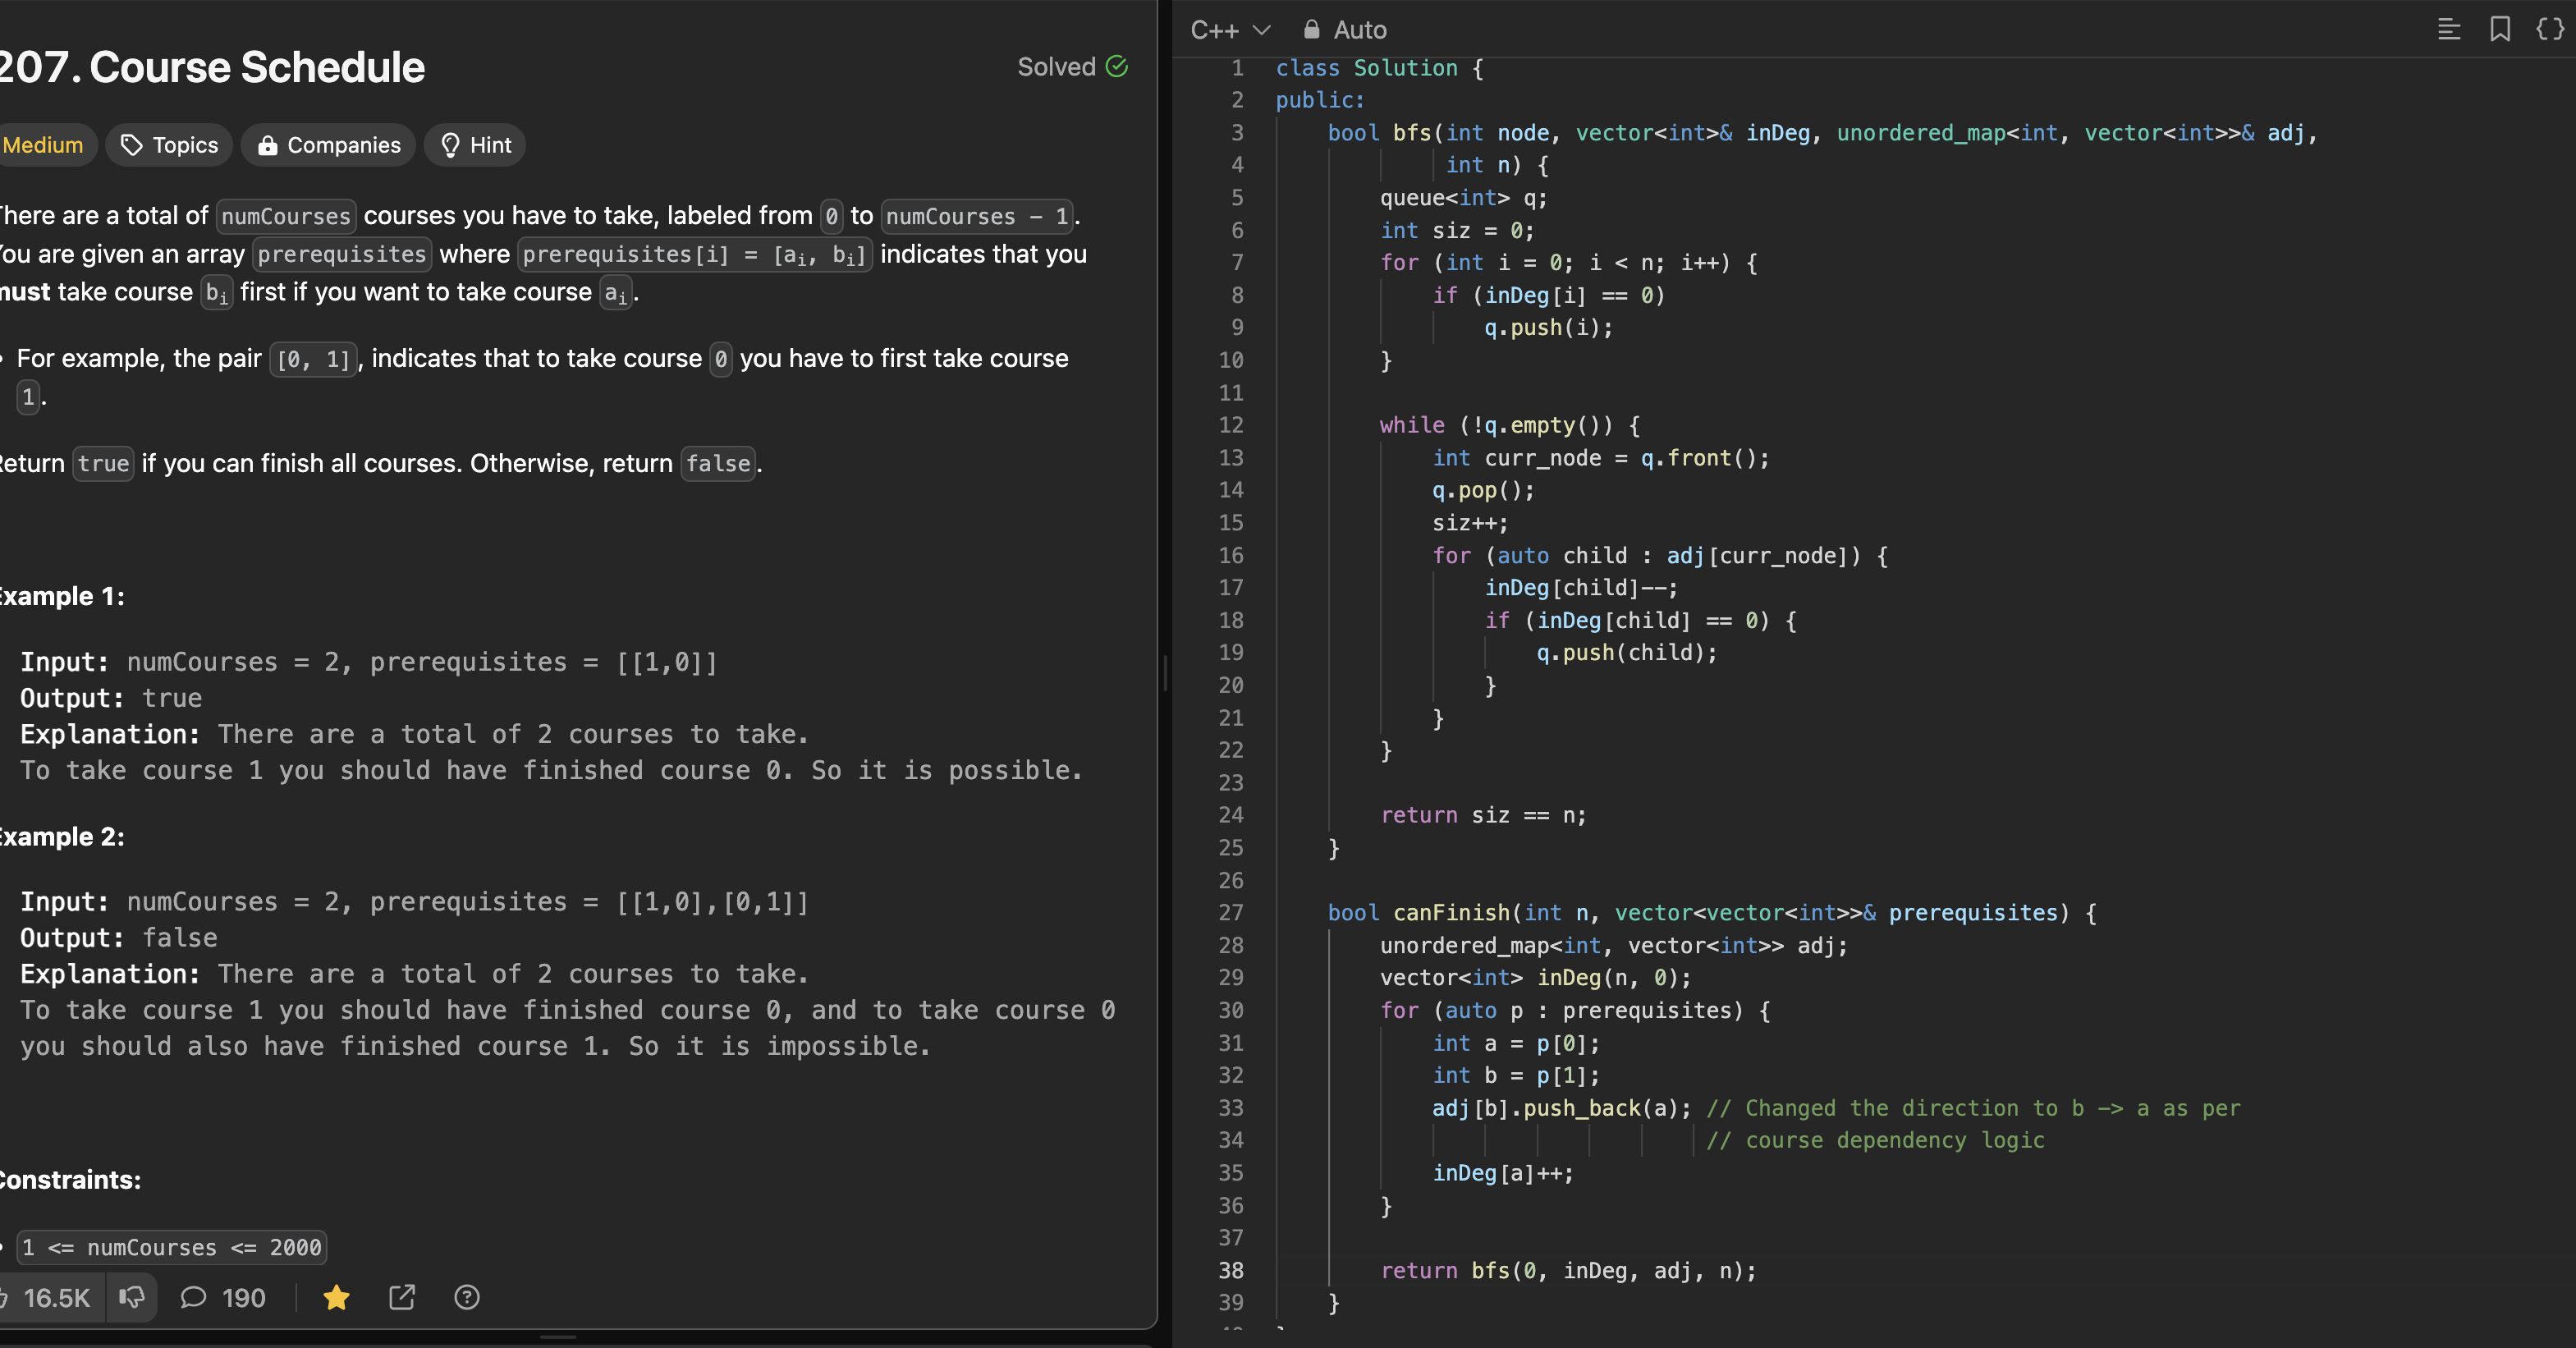 207. Course Schedule
Solved
Medium
Topics
Companies
Hint
here are a total of numCourses courses you have to take, labeled from 0 to numCourses - 1.
ou are given an array prerequisites where prerequisites[i] = [ai, bi] indicates that you
must take course bi first if you want to take course ai.
For example, the pair [0, 1], indicates that to take course 0 you have to first take course
1.
Return true if you can finish all courses. Otherwise, return false.
Example 1:
Input: numCourses = 2, prerequisites = [[1,0]]
Output: true
Explanation: There are a total of 2 courses to take.
To take course 1 you should have finished course 0. So it is possible.
Example 2:
Input: numCourses = 2, prerequisites = [[1,0],[0,1]]
Output: false
Explanation: There are a total of 2 courses to take.
To take course 1 you should have finished course 0, and to take course 0
you should also have finished course 1. So it is impossible.
Constraints:
1 <= numCourses <= 2000
16.5K
190
C++
Auto
1 class Solution {
2 public:
3 bool bfs(int node, vector<int>& inDeg, unordered_map<int, vector<int>>& adj,
4 int n) {
5 queue<int> q;
6 int siz = 0;
7 for (int i = 0; i < n; i++) {
8 if (inDeg[i] == 0)
9 q.push(i);
10 }
11
12 while (!q.empty()) {
13 int curr_node = q.front();
14 q.pop();
15 siz++;
16 for (auto child : adj[curr_node]) {
17 inDeg[child]--;
18 if (inDeg[child] == 0) {
19 q.push(child);
20 }
21 }
22 }
23
24 return siz == n;
25 }
26
27 bool canFinish(int n, vector<vector<int>>& prerequisites) {
28 unordered_map<int, vector<int>> adj;
29 vector<int> inDeg(n, 0);
30 for (auto p : prerequisites) {
31 int a = p[0];
32 int b = p[1];
33 adj[b].push_back(a); // Changed the direction to b -> a as per
34 // course dependency logic
35 inDeg[a]++;
36 }
37
38 return bfs(0, inDeg, adj, n);
39 }